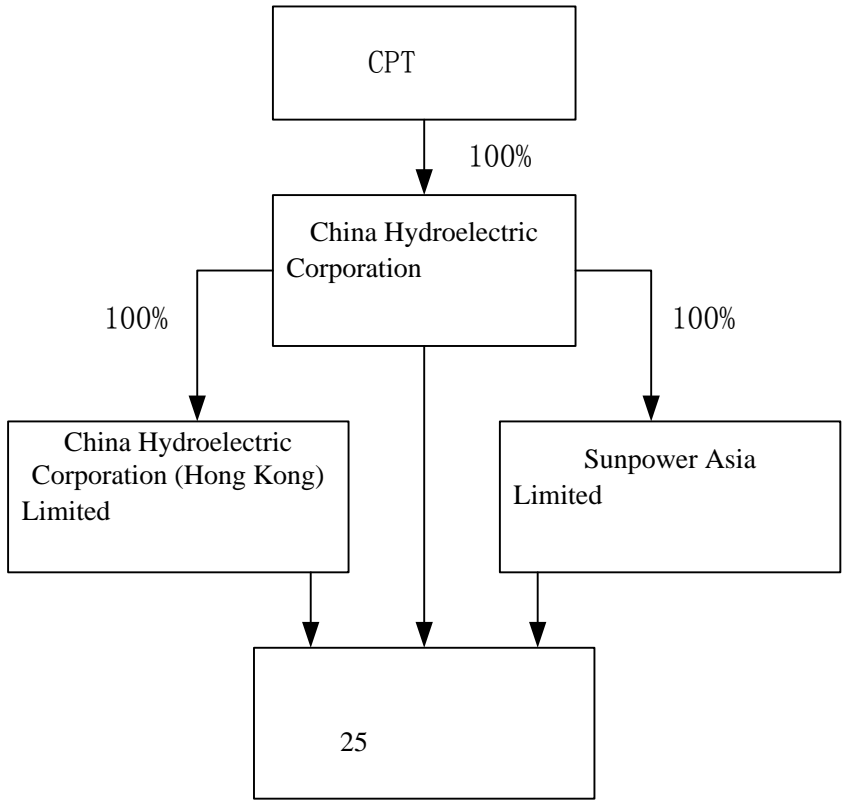 CPT
100%
China Hydroelectric
Corporation
100%
100%
China Hydroelectric
Corporation (Hong Kong)
Limited
Sunpower Asia
Limited
25